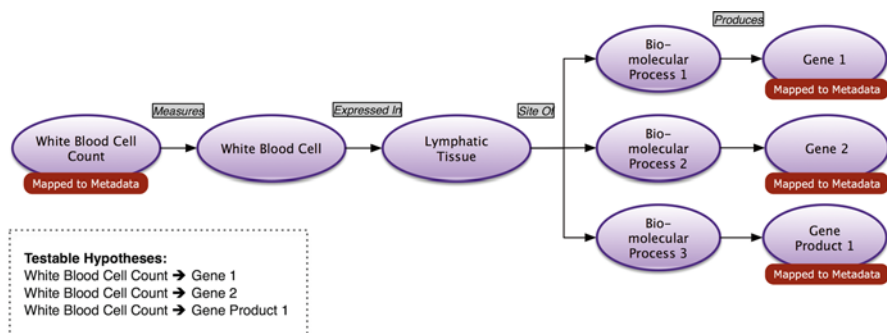 Produces
Bio-
molecular
Process 1
Gene 1
Mapped to Metadata
Measures
Expressed In
Site Of
White Blood Cell
Count
Mapped to Metadata
White Blood Cell
Lymphatic
Tissue
Bio-
molecular
Process 2
Gene 2
Mapped to Metadata
Bio-
molecular
Process 3
Gene
Product 1
Mapped to Metadata
Testable Hypotheses:
White Blood Cell Count ➔ Gene 1
White Blood Cell Count ➔ Gene 2
White Blood Cell Count ➔ Gene Product 1